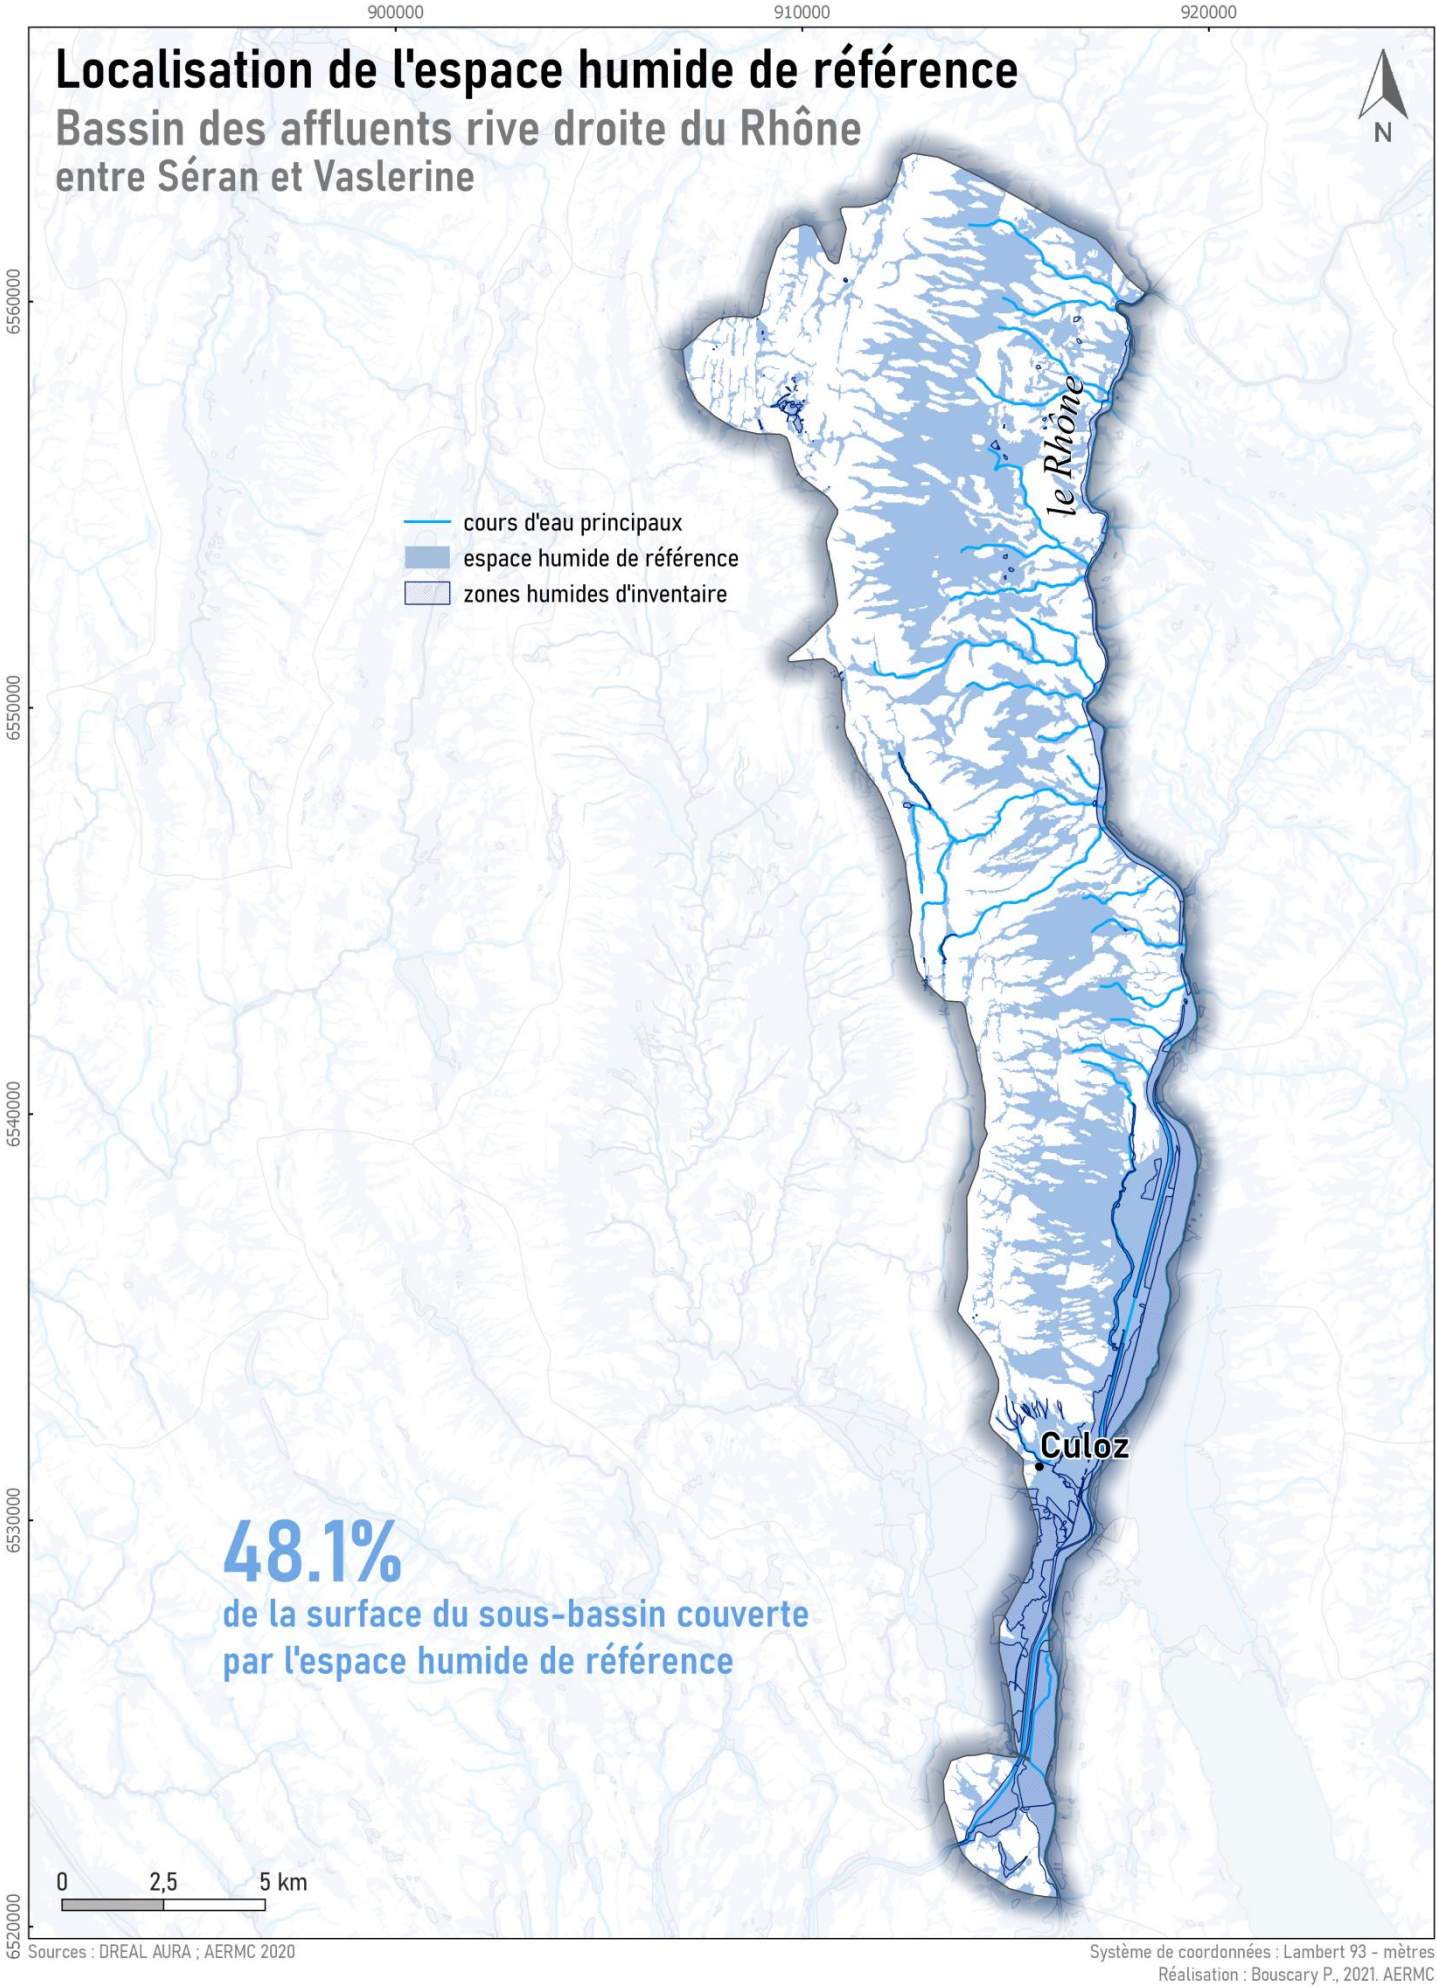 900000
910000
920000
Localisation de l'espace humide de référence
Bassin des affluents rive droite du Rhône
entre Séran et Vaslerine
N
6560000
le Rhône
cours d'eau principaux
espace humide de référence
zones humides d'inventaire
6550000
6540000
Culoz
6530000
48.1%
de la surface du sous-bassin couverte
par l'espace humide de référence
0 2,5 5 km
6520000
Sources : DREAL AURA ; AERMC 2020
Système de coordonnées : Lambert 93 - mètres
Réalisation : Bouscary P., 2021. AERMC